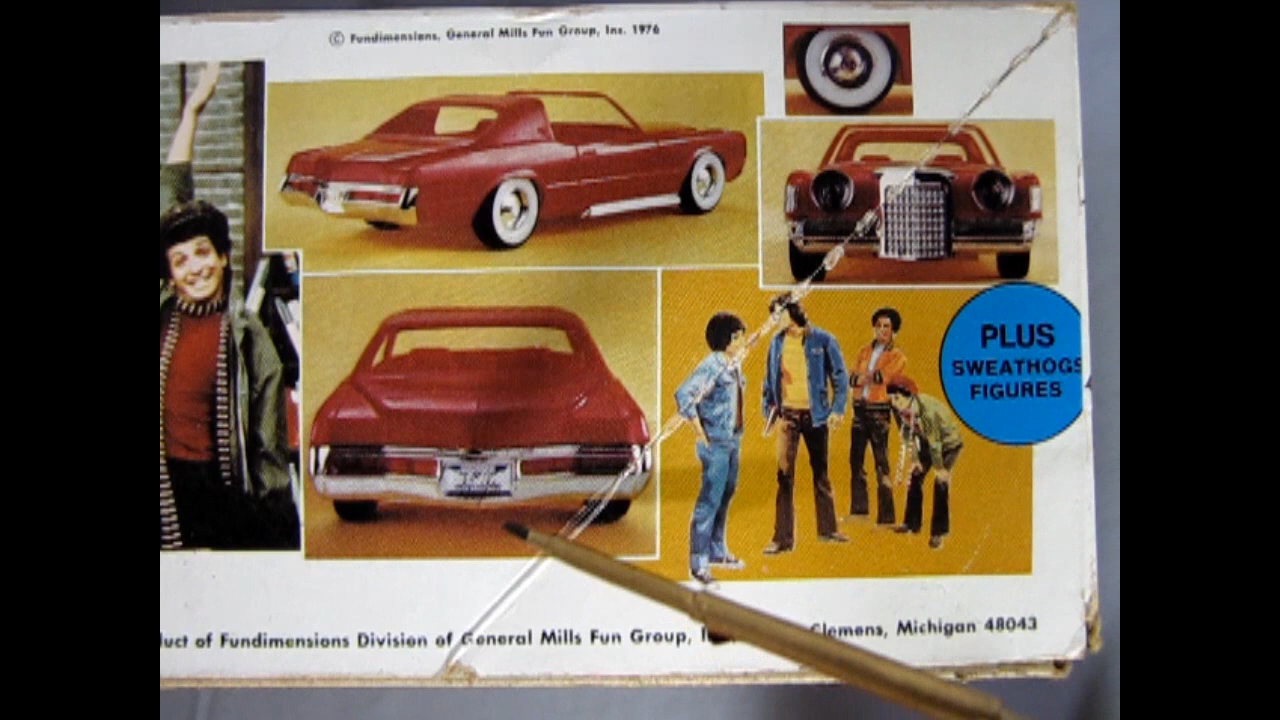 © Fundimensions, General Mills Fun Group, Inc. 1976
PLUS
SWEATHOGS
FIGURES
duct of Fundimensions Division of General Mills Fun Group, I
Clemens, Michigan 48043